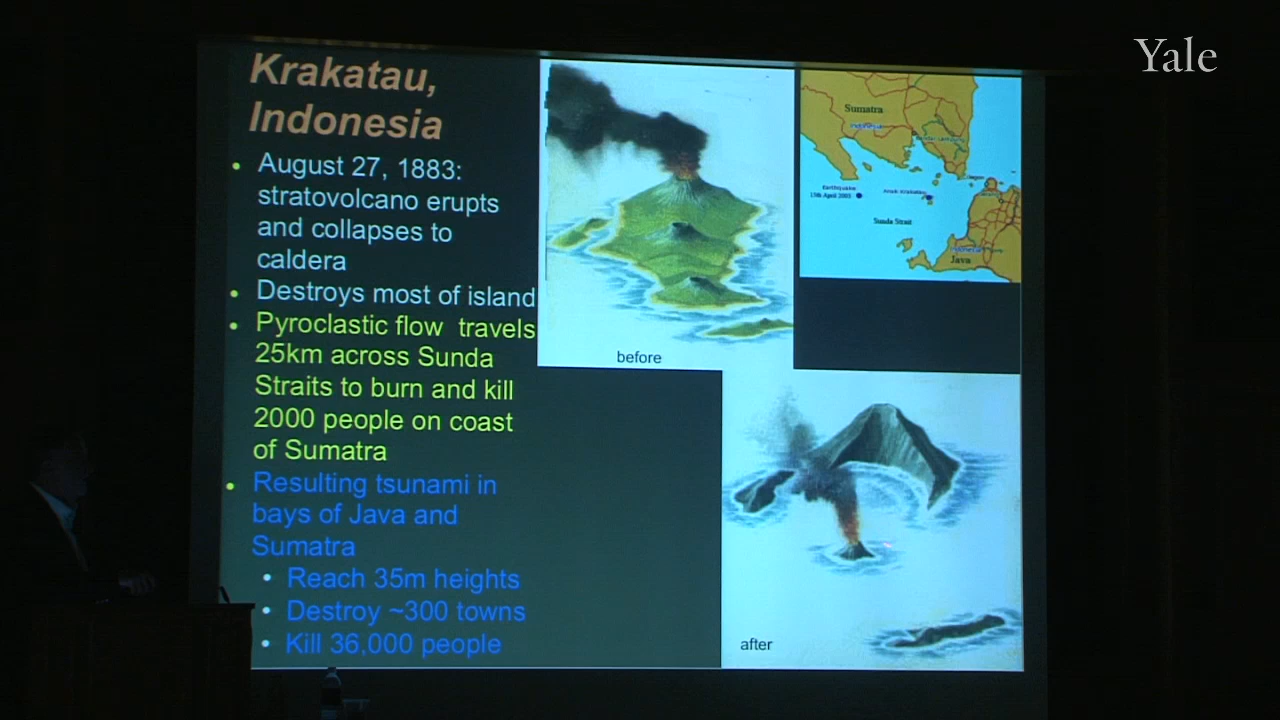 Yale
Krakatau,
Indonesia
• August 27, 1883:
stratovolcano erupts
and collapses to
caldera
• Destroys most of island
• Pyroclastic flow travels
25km across Sunda
Straits to burn and kill
2000 people on coast
of Sumatra
• Resulting tsunami in
bays of Java and
Sumatra
• Reach 35m heights
• Destroy ~300 towns
• Kill 36,000 people
before
Sumatra
Indonesia
Earthquake
Sunda Strait
Java
after